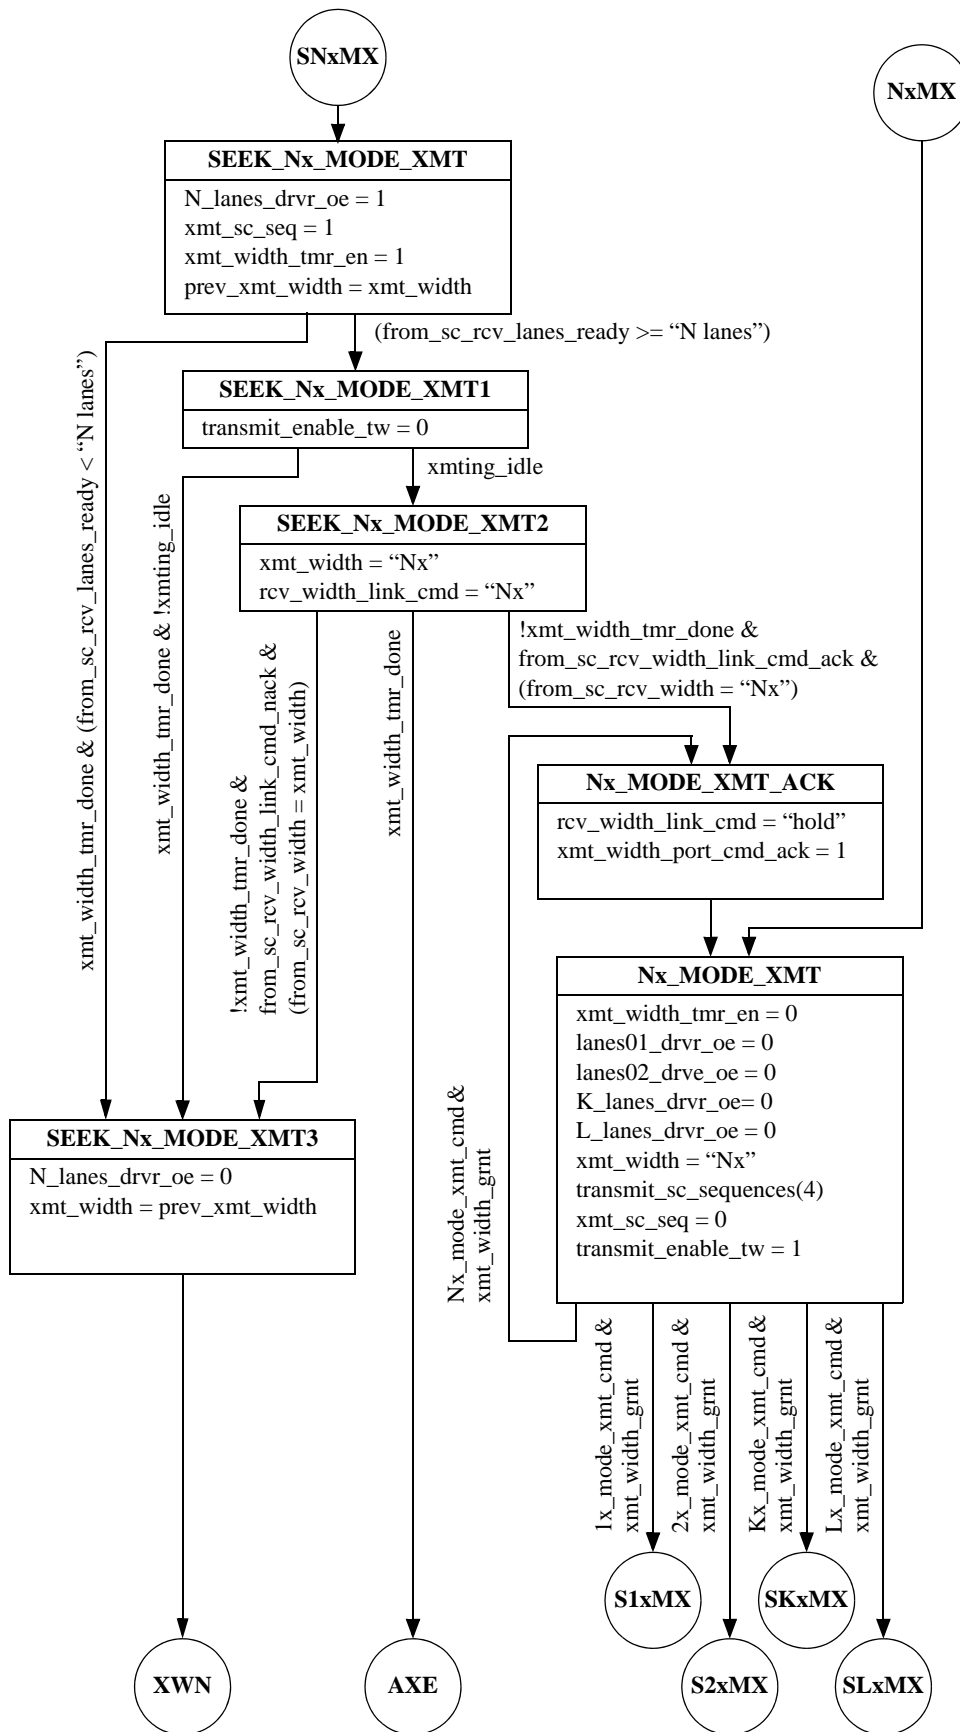 SNxMX
NxMX
SEEK_Nx_MODE_XMT
N_lanes_drvr_oe = 1
xmt_sc_seq = 1
xmt_width_tmr_en = 1
prev_xmt_width = xmt_width
(from_sc_rcv_lanes_ready >= “N lanes”)
xmt_width_tmr_done & (from_sc_rcv_lanes_ready < “N lanes”)
SEEK_Nx_MODE_XMT1
transmit_enable_tw = 0
xmting_idle
xmt_width_tmr_done & !xmting_idle
SEEK_Nx_MODE_XMT2
xmt_width = “Nx”
rcv_width_link_cmd = “Nx”
!xmt_width_tmr_done &
from_sc_rcv_width_link_cmd_nack &
(from_sc_rcv_width = xmt_width)
xmt_width_tmr_done
!xmt_width_tmr_done &
from_sc_rcv_width_link_cmd_ack &
(from_sc_rcv_width = “Nx”)
Nx_MODE_XMT_ACK
rcv_width_link_cmd = “hold”
xmt_width_port_cmd_ack = 1
Nx_MODE_XMT
xmt_width_tmr_en = 0
lanes01_drvr_oe = 0
lanes02_drve_oe = 0
K_lanes_drvr_oe= 0
L_lanes_drvr_oe = 0
xmt_width = “Nx”
transmit_sc_sequences(4)
xmt_sc_seq = 0
transmit_enable_tw = 1
Nx_mode_xmt_cmd &
xmt_width_grnt
SEEK_Nx_MODE_XMT3
N_lanes_drvr_oe = 0
xmt_width = prev_xmt_width
1x_mode_xmt_cmd &
xmt_width_grnt
2x_mode_xmt_cmd &
xmt_width_grnt
Kx_mode_xmt_cmd &
xmt_width_grnt
Lx_mode_xmt_cmd &
xmt_width_grnt
S1xMX
SKxMX
XWN
AXE
S2xMX
SLxMX